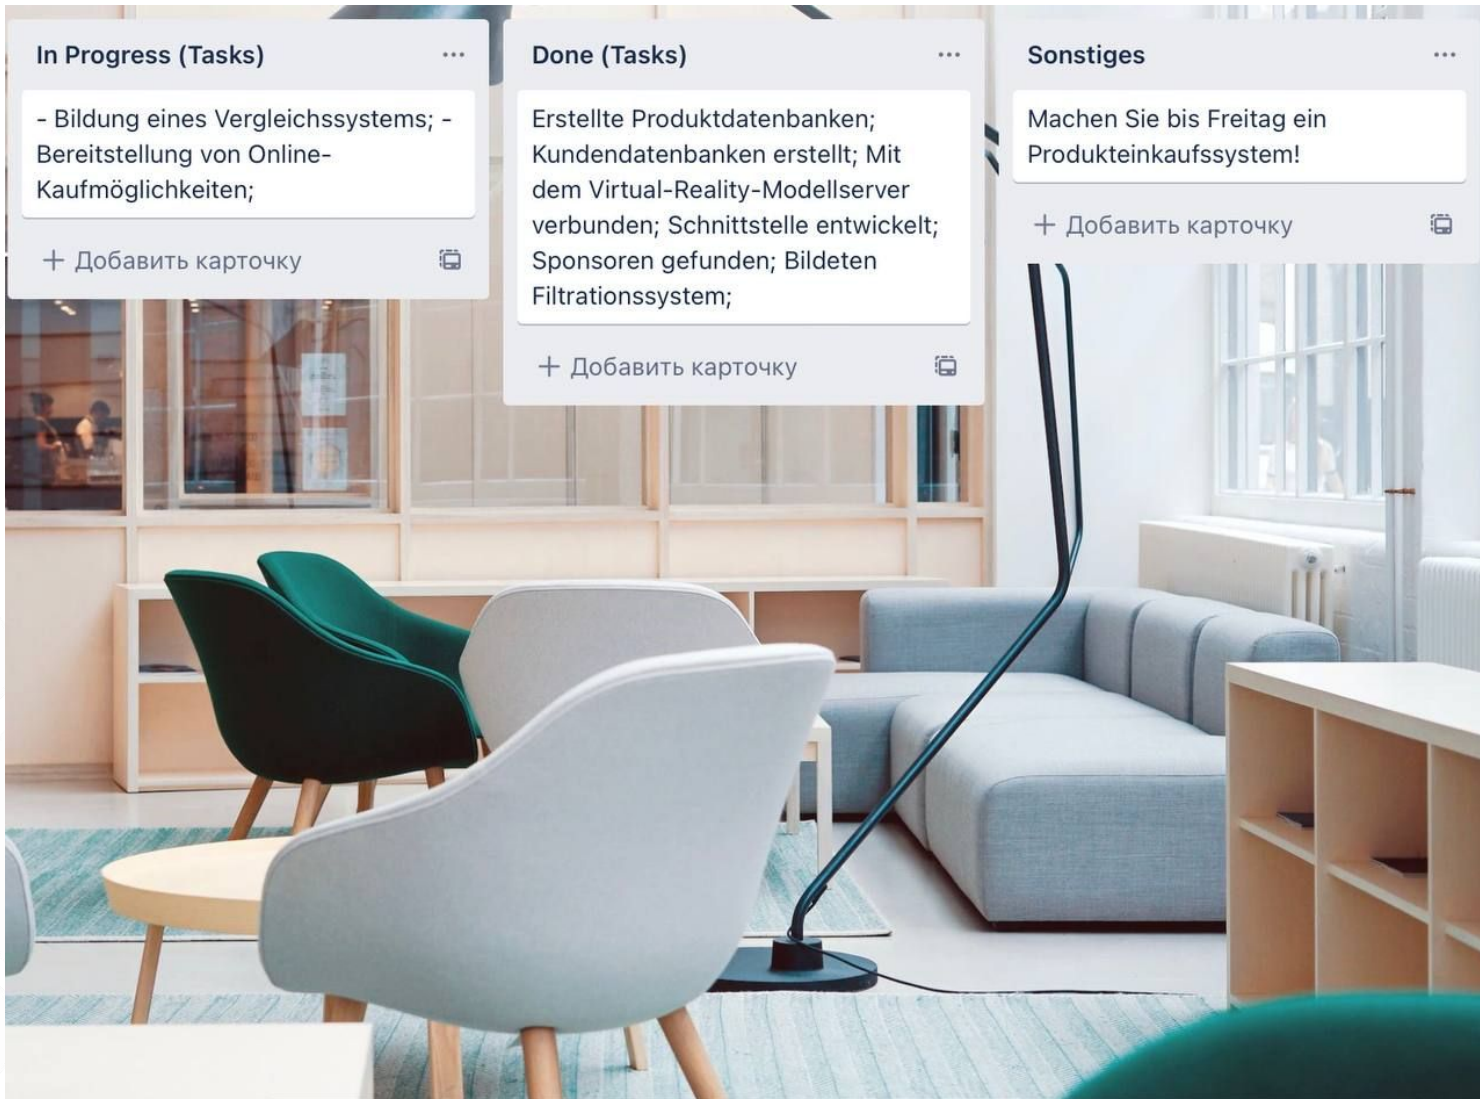 In Progress (Tasks)
- Bildung eines Vergleichssystems; -
Bereitstellung von Online-
Kaufmöglichkeiten;
+ Добавить карточку
Done (Tasks)
Erstellte Produktdatenbanken;
Kundendatenbanken erstellt; Mit
dem Virtual-Reality-Modellserver
verbunden; Schnittstelle entwickelt;
Sponsoren gefunden; Bildeten
Filtrationssystem;
+ Добавить карточку
Sonstiges
Machen Sie bis Freitag ein
Produkteinkaufssystem!
+ Добавить карточку